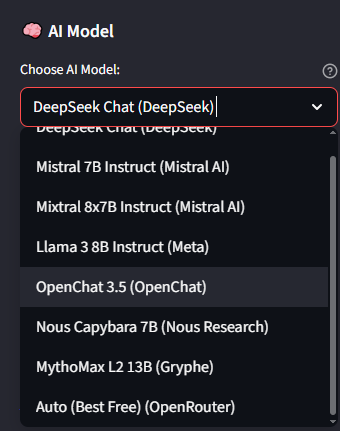 🧠 AI Model
Choose AI Model:
DeepSeek Chat (DeepSeek)
DeepSeek Chat (DeepSeek)
Mistral 7B Instruct (Mistral AI)
Mixtral 8x7B Instruct (Mistral AI)
Llama 3 8B Instruct (Meta)
OpenChat 3.5 (OpenChat)
Nous Capybara 7B (Nous Research)
MythoMax L2 13B (Gryphe)
Auto (Best Free) (OpenRouter)